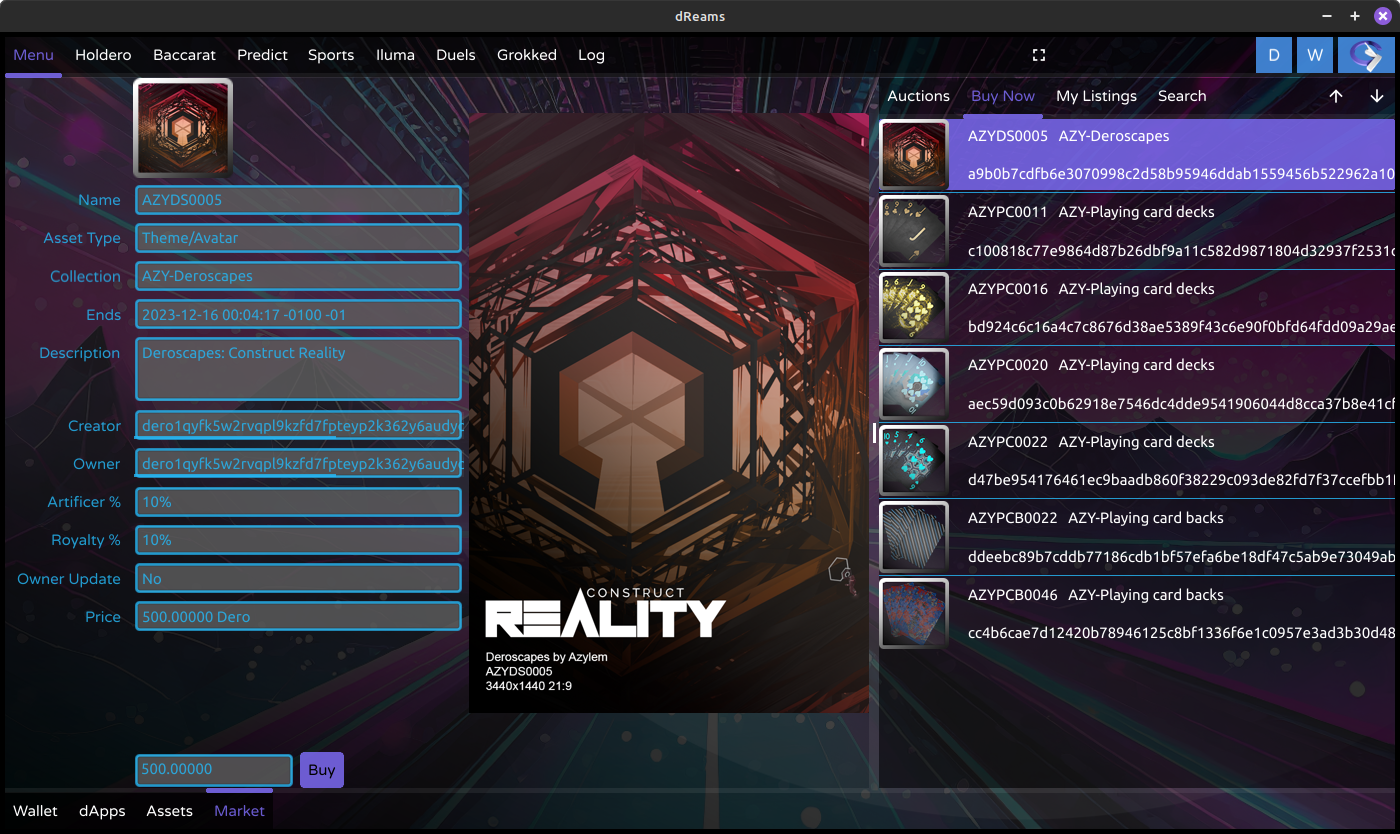 dReams
Menu Holdero Baccarat Predict Sports Iluma Duels Grokked Log
D W
Name AZYDS0005
Asset Type Theme/Avatar
Collection AZY-Deroscapes
Ends 2023-12-16 00:04:17 -0100 -01
Description Deroscapes: Construct Reality
Creator dero1qyfk5w2rvqpl9kzfd7fpteyp2k362y6audyq
Owner dero1qyfk5w2rvqpl9kzfd7fpteyp2k362y6audyq
Artificer % 10%
Royalty % 10%
Owner Update No
Price 500.00000 Dero
500.00000 Buy
CONSTRUCT
REALITY
Deroscapes by Azylem
AZYDS0005
3440x1440 21:9
Auctions Buy Now My Listings Search
AZYDS0005 AZY-Deroscapes
a9b0b7cdfb6e3070998c2d58b95946ddab1559456b522962a10
AZYPC0011 AZY-Playing card decks
c100818c77e9864d87b26dbf9a11c582d9871804d32937f2531c
AZYPC0016 AZY-Playing card decks
bd924c6c16a4c7c8676d38ae5389f43c6e90f0bfd64fdd09a29ae
AZYPC0020 AZY-Playing card decks
aec59d093c0b62918e7546dc4dde9541906044d8cca37b8e41cf
AZYPC0022 AZY-Playing card decks
d47be954176461ec9baadb860f38229c093de82fd7f37ccefbb1
AZYPCB0022 AZY-Playing card backs
ddeebc89b7cddb77186cdb1bf57efa6be18df47c5ab9e73049ab
AZYPCB0046 AZY-Playing card backs
cc4b6cae7d12420b78946125c8bf1336f6e1c0957e3ad3b30d48
Wallet dApps Assets Market